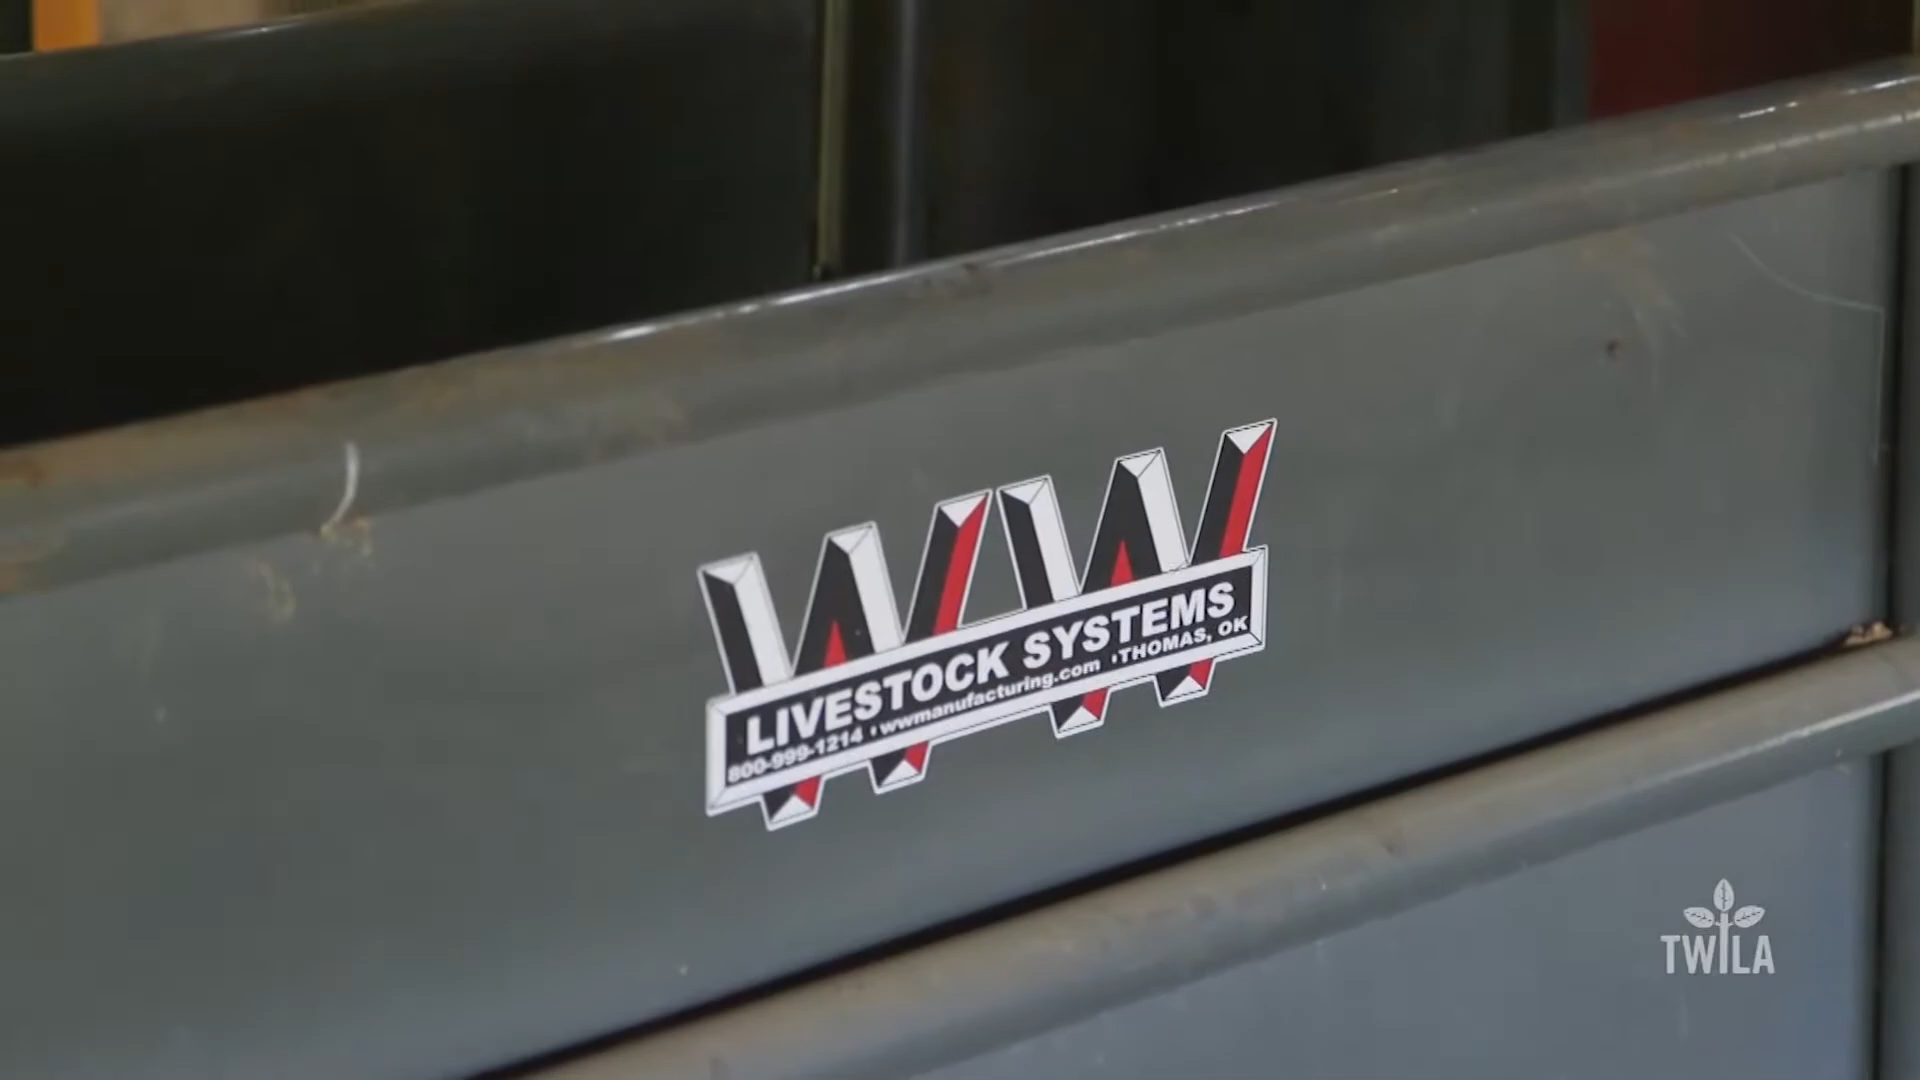 WW
LIVESTOCK SYSTEMS
800-999-1214 • wwmanufacturing.com • THOMAS, OK
TWILA